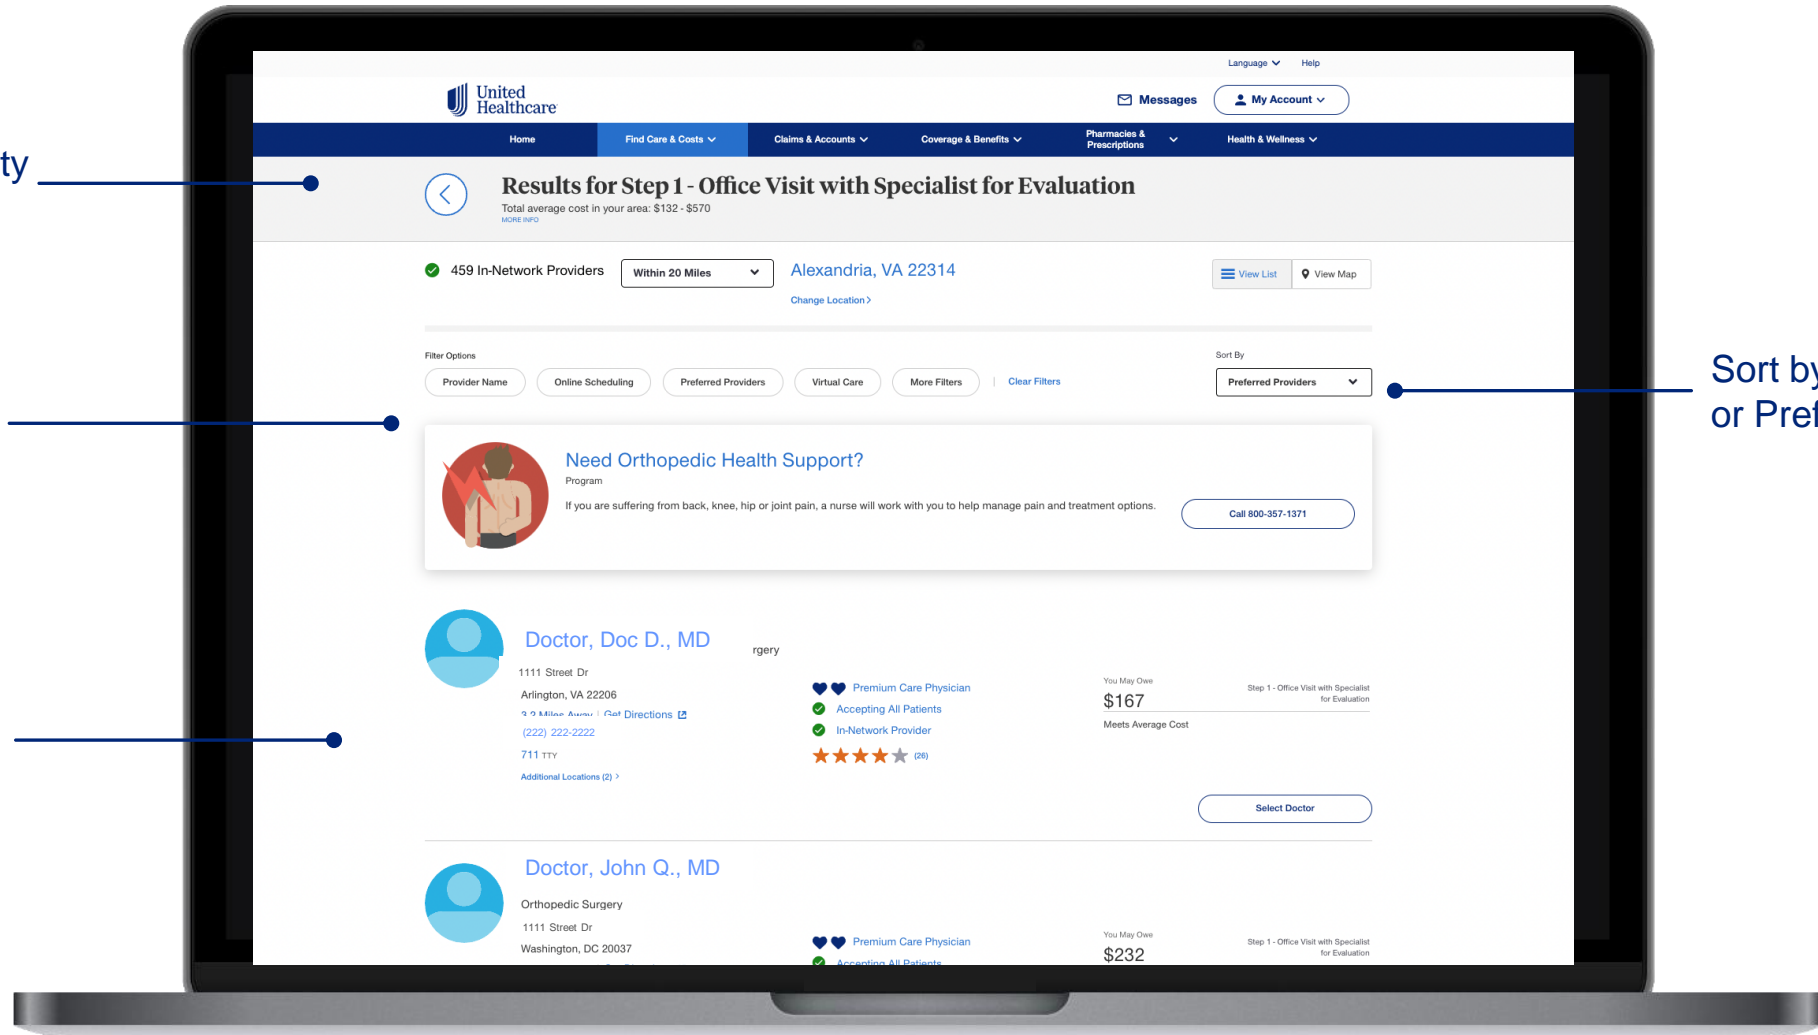 Language Help
United
Healthcare
Messages My Account
Home Find Care & Costs Claims & Accounts Coverage & Benefits Pharmacies & Prescriptions Health & Wellness
ty
Results for Step 1 - Office Visit with Specialist for Evaluation
Total average cost in your area: $132 - $570
MORE INFO
459 In-Network Providers Within 20 Miles Alexandria, VA 22314 View List View Map
Change Location >
Filter Options Sort By
Provider Name Online Scheduling Preferred Providers Virtual Care More Filters | Clear Filters Preferred Providers
Sort by
or Pref
Need Orthopedic Health Support?
Program
If you are suffering from back, knee, hip or joint pain, a nurse will work with you to help manage pain and treatment options.
Call 800-357-1371
Doctor, Doc D., MD
rgery
1111 Street Dr
Arlington, VA 22206
3.2 Miles Away | Get Directions
(222) 222-2222
711 TTY
Additional Locations (2) >
Premium Care Physician
Accepting All Patients
In-Network Provider
(26)
You May Owe
$167
Step 1 - Office Visit with Specialist
for Evaluation
Meets Average Cost
Select Doctor
Doctor, John Q., MD
Orthopedic Surgery
1111 Street Dr
Washington, DC 20037
Premium Care Physician
Accepting All Patients
You May Owe
$232
Step 1 - Office Visit with Specialist
for Evaluation